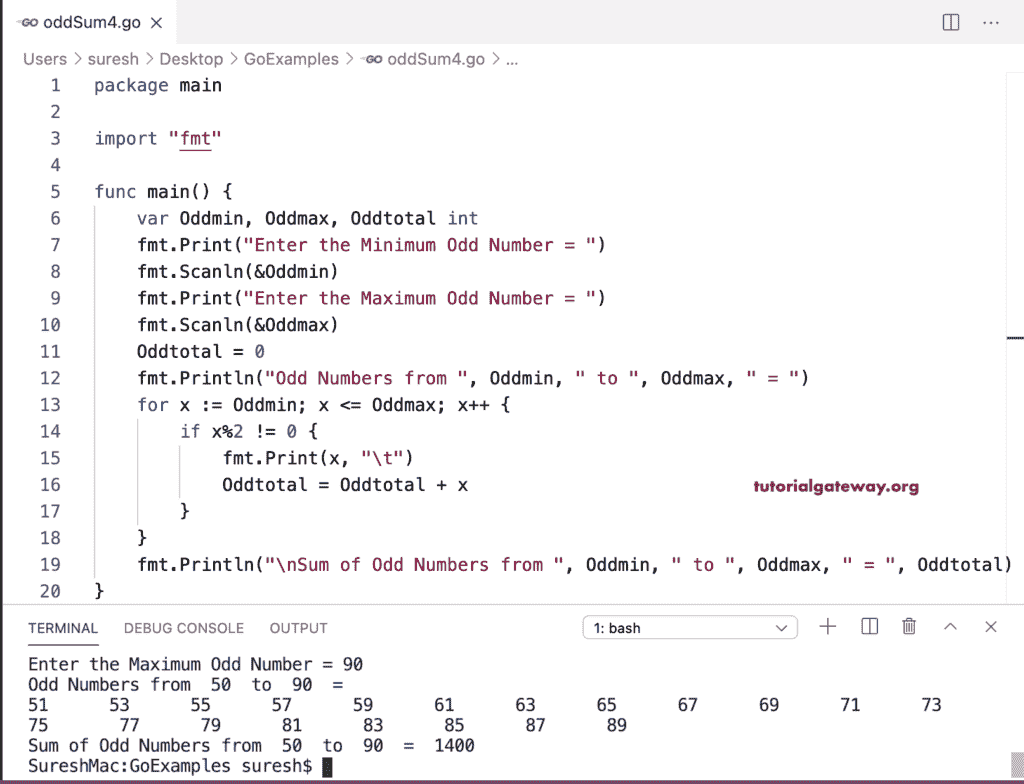 GO oddSum4.go ×
Users > suresh > Desktop > GoExamples > GO oddSum4.go > ...
1 package main
2
3 import "fmt"
4
5 func main() {
6     var Oddmin, Oddmax, Oddtotal int
7     fmt.Print("Enter the Minimum Odd Number = ")
8     fmt.Scanln(&Oddmin)
9     fmt.Print("Enter the Maximum Odd Number = ")
10     fmt.Scanln(&Oddmax)
11     Oddtotal = 0
12     fmt.Println("Odd Numbers from ", Oddmin, " to ", Oddmax, " = ")
13     for x := Oddmin; x <= Oddmax; x++ {
14         if x%2 != 0 {
15             fmt.Print(x, "\t")
16             Oddtotal = Oddtotal + x
tutorialgateway.org
17         }
18     }
19     fmt.Println("\nSum of Odd Numbers from ", Oddmin, " to ", Oddmax, " = ", Oddtotal)
20 }
TERMINAL DEBUG CONSOLE OUTPUT 1: bash
Enter the Maximum Odd Number = 90
Odd Numbers from  50  to  90  =
51 53 55 57 59 61 63 65 67 69 71 73
75 77 79 81 83 85 87 89
Sum of Odd Numbers from  50  to  90  =  1400
SureshMac:GoExamples suresh$